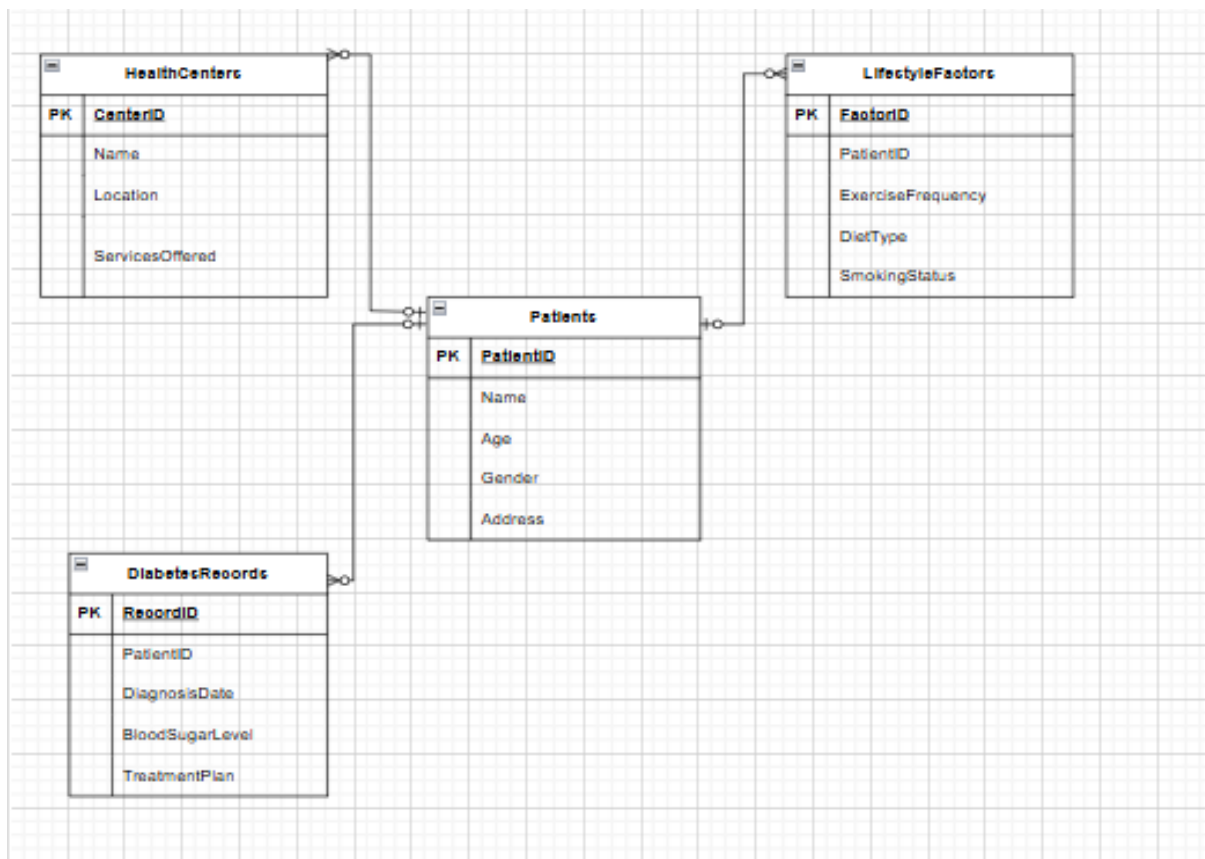 HealthCenters
PK CenterID
Name
Location
ServicesOffered
LifestyleFactors
PK FactorID
PatientID
ExerciseFrequency
DietType
SmokingStatus
Patients
PK PatientID
Name
Age
Gender
Address
DiabetesRecords
PK RecordID
PatientID
DiagnosisDate
BloodSugarLevel
TreatmentPlan